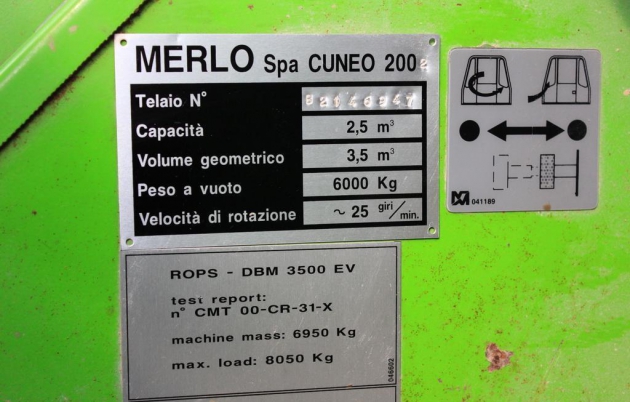 MERLO Spa CUNEO 2002
Telaio N°
Capacità 2,5 m³
Volume geometrico 3,5 m³
Peso a vuoto 6000 Kg
Velocità di rotazione ~ 25 giri/min.
041189
ROPS - DBM 3500 EV
test report:
n° CMT 00-CR-31-X
machine mass: 6950 Kg
max. load: 8050 Kg
046602